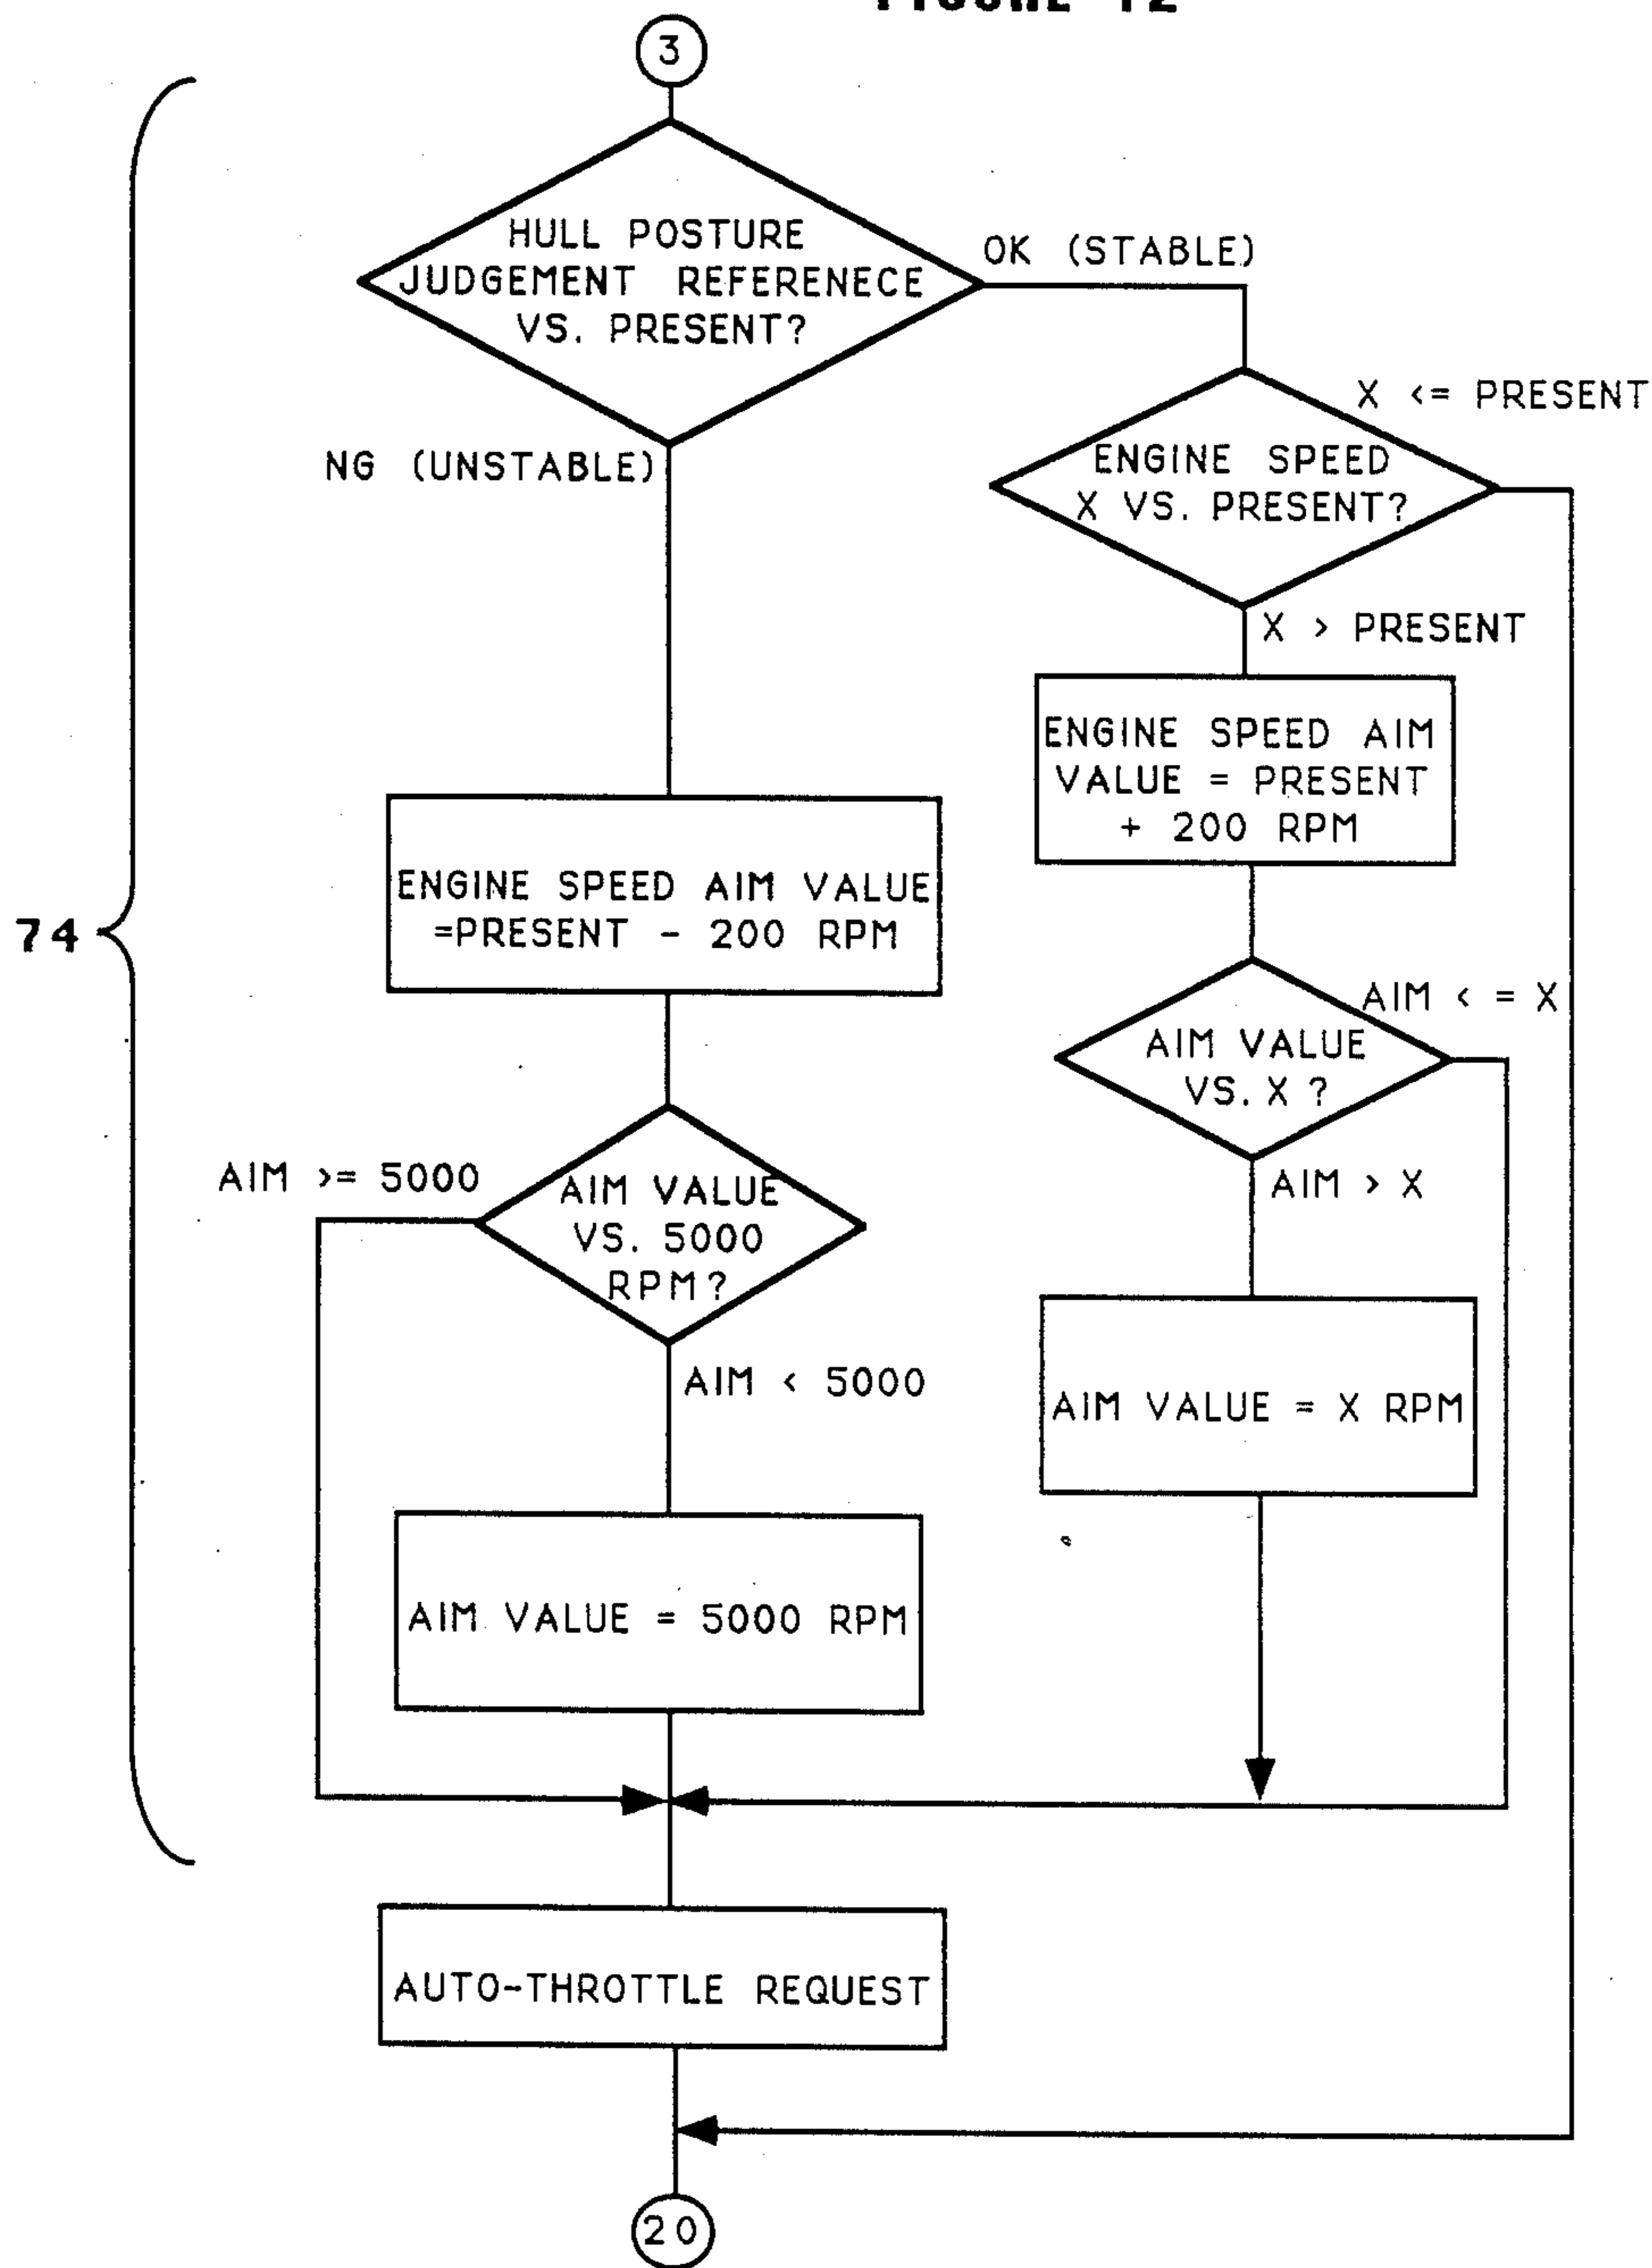 FIGURE 12
3
HULL POSTURE
JUDGEMENT REFERENECE
VS. PRESENT?
OK (STABLE)
NG (UNSTABLE)
X <= PRESENT
ENGINE SPEED
X VS. PRESENT?
X > PRESENT
ENGINE SPEED AIM
VALUE = PRESENT
+ 200 RPM
ENGINE SPEED AIM VALUE
=PRESENT - 200 RPM
74
AIM < = X
AIM VALUE
VS. X ?
AIM > X
AIM >= 5000
AIM VALUE
VS. 5000
RPM?
AIM < 5000
AIM VALUE = X RPM
AIM VALUE = 5000 RPM
AUTO-THROTTLE REQUEST
20